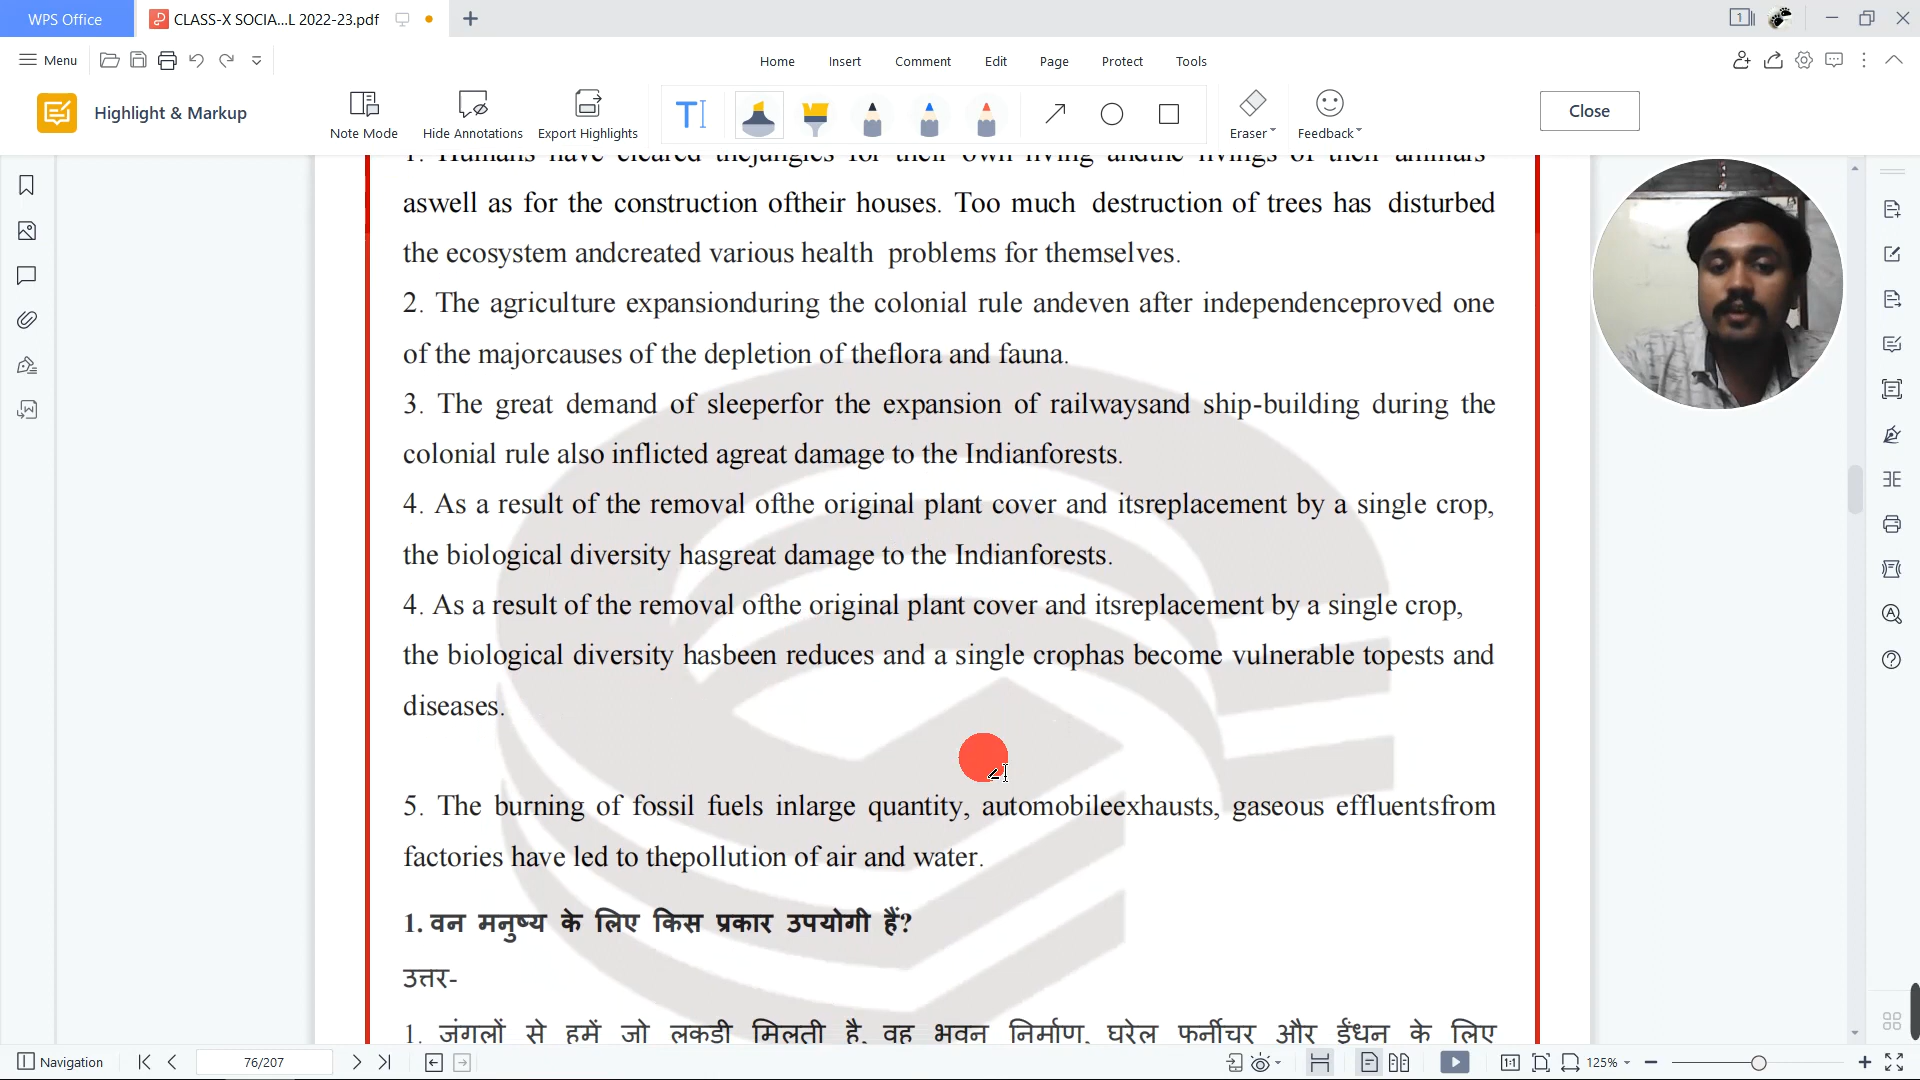 WPS Office
CLASS-X SOCIA...L 2022-23.pdf
1
Menu
Home Insert Comment Edit Page Protect Tools
Highlight & Markup
Note Mode Hide Annotations Export Highlights Eraser Feedback Close
1. Humans have cleared thejungles for their own living andthe livings of their animals
aswell as for the construction oftheir houses. Too much destruction of trees has disturbed
the ecosystem andcreated various health problems for themselves.
2. The agriculture expansionduring the colonial rule andeven after independenceproved one
of the majorcauses of the depletion of theflora and fauna.
3. The great demand of sleeperfor the expansion of railwaysand ship-building during the
colonial rule also inflicted agreat damage to the Indianforests.
4. As a result of the removal ofthe original plant cover and itsreplacement by a single crop,
the biological diversity hasgreat damage to the Indianforests.
4. As a result of the removal ofthe original plant cover and itsreplacement by a single crop,
the biological diversity hasbeen reduces and a single crophas become vulnerable topests and
diseases.
5. The burning of fossil fuels inlarge quantity, automobileexhausts, gaseous effluentsfrom
factories have led to thepollution of air and water.
1. वन मनुष्य के लिए किस प्रकार उपयोगी हैं?
उत्तर-
1. जंगलों से हमें जो लकड़ी मिलती है, वह भवन निर्माण, घरेलू फर्नीचर और ईंधन के लिए
Navigation 76/207 1:1 125%